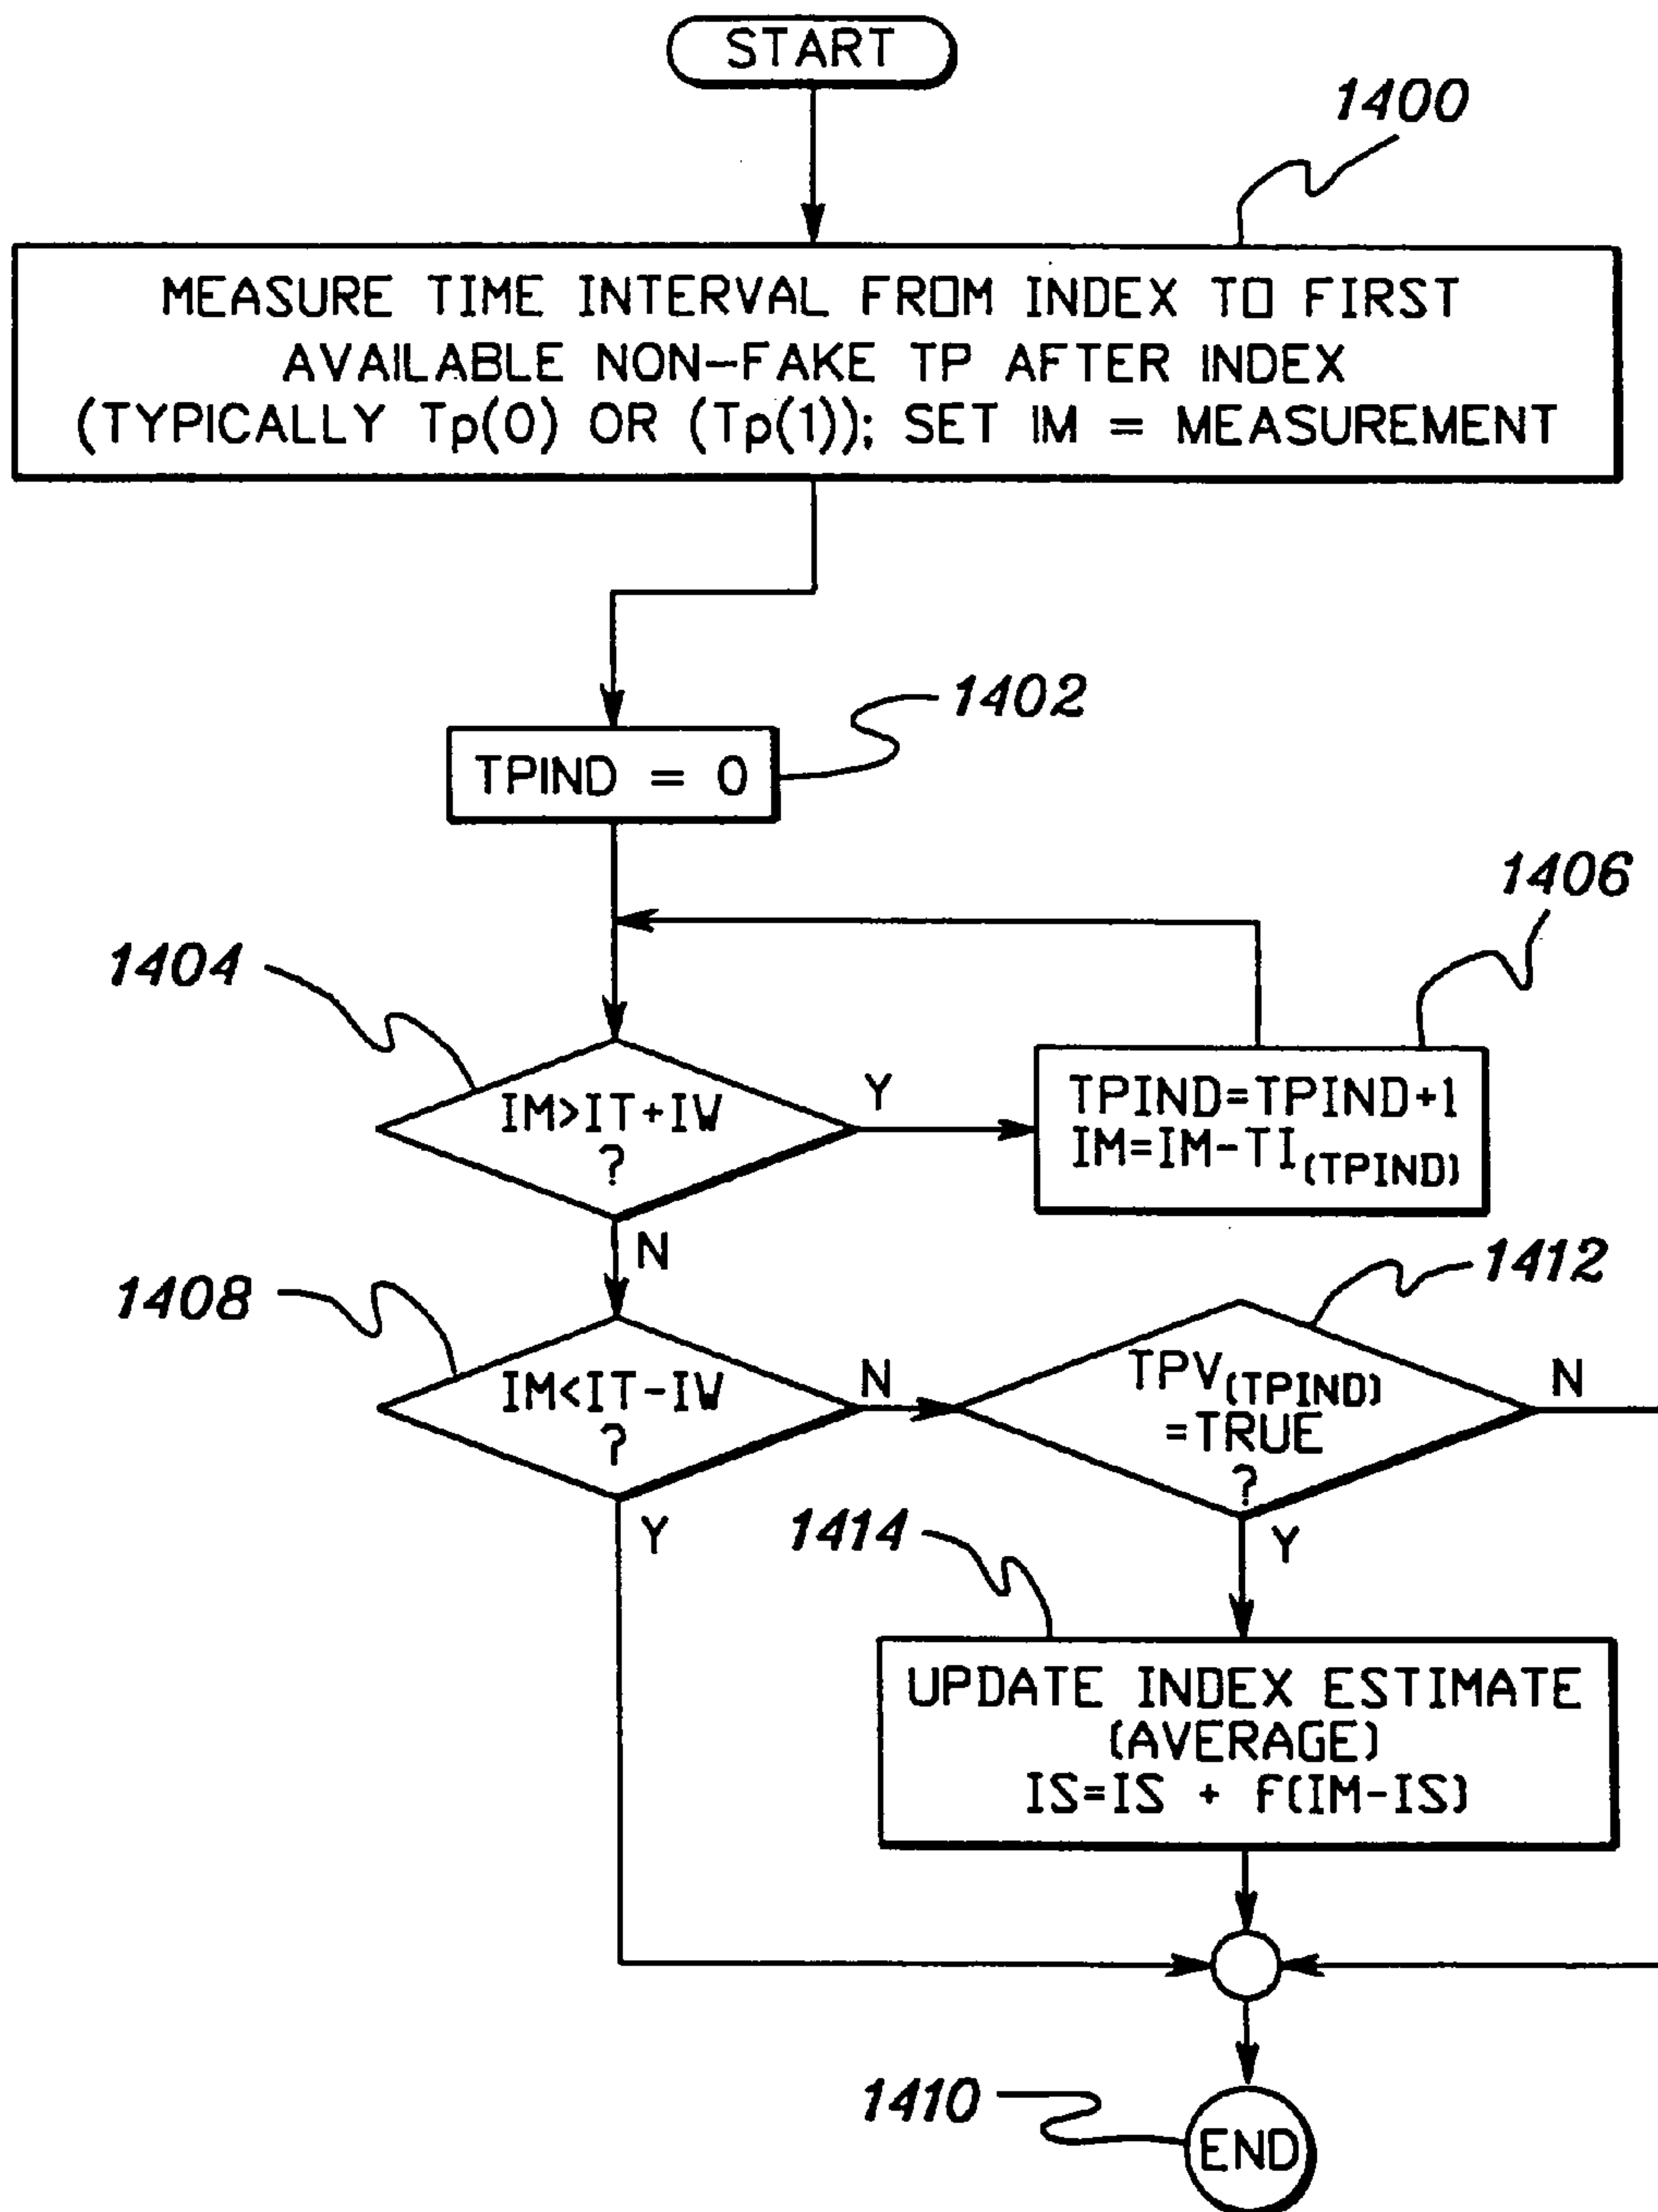 START
1400
MEASURE TIME INTERVAL FROM INDEX TO FIRST
AVAILABLE NON-FAKE TP AFTER INDEX
(TYPICALLY Tp(0) OR (Tp(1)); SET IM = MEASUREMENT
1402
TPIND = 0
1406
1404
IM>IT+IW
?
Y
TPIND=TPIND+1
IM=IM-TI(TPIND)
N
1408
1412
IM<IT-IW
?
N
TPV(TPIND)
=TRUE
?
N
Y
1414
Y
UPDATE INDEX ESTIMATE
(AVERAGE)
IS=IS + F(IM-IS)
1410
END